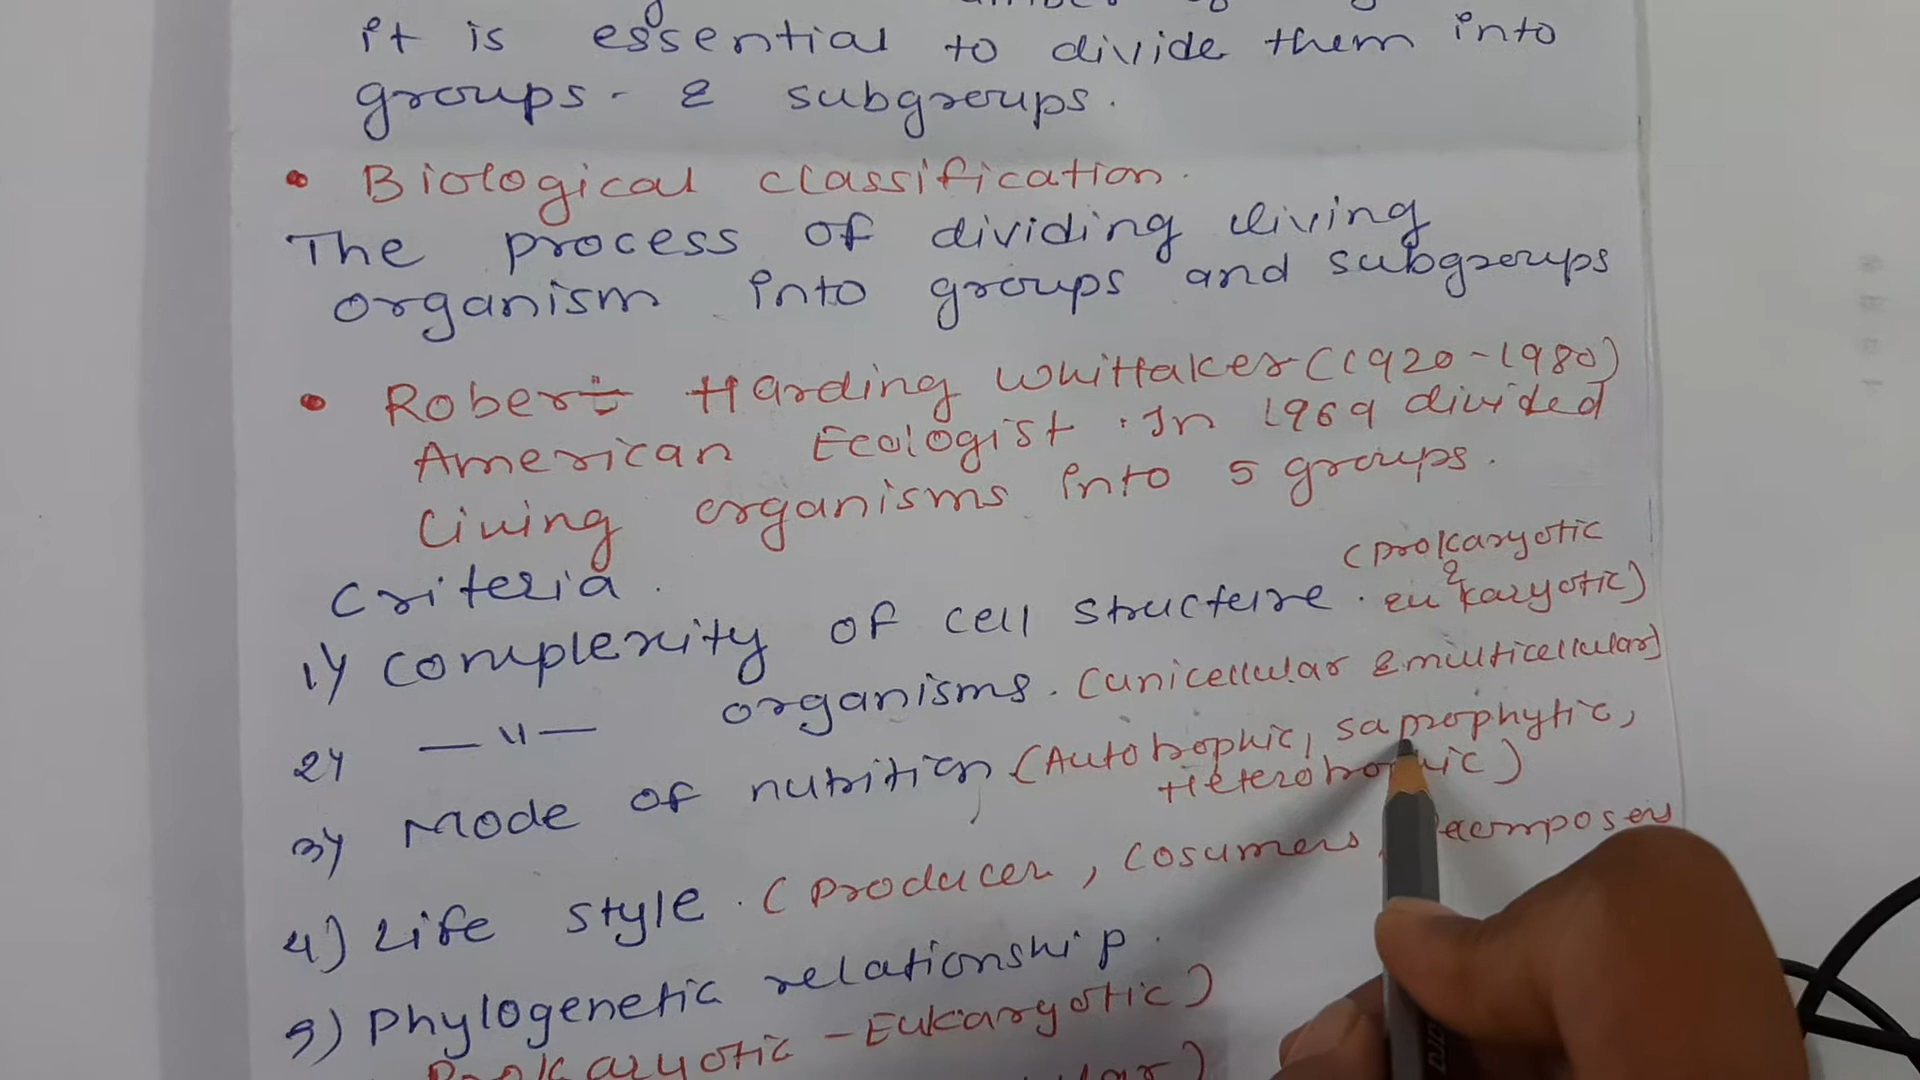 it is essential to divide them into
groups - & subgroups.
• Biological classification.
The process of dividing living
organism into groups and subgroups
• Robert Harding Whittaker (1920-1980)
American Ecologist. In 1969 divided
Living organisms into 5 groups.
Criteria.
1) Complexity of cell structure. (prokaryotic & eukaryotic)
2) —"— organisms. (unicellular & multicellular)
3) Mode of nutrition (Autotrophic, saprophytic,
Heterotrophic)
4) Life style. (producer, cosumers, decomposers
5) Phylogenetic relationship.
Prokaryotic - Eukaryotic)